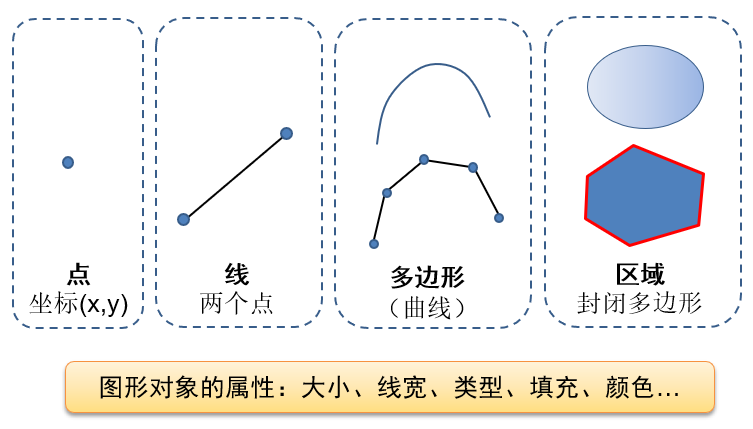 点
坐标(x,y)
线
两个点
多边形
（曲线）
区域
封闭多边形
图形对象的属性：大小、线宽、类型、填充、颜色...